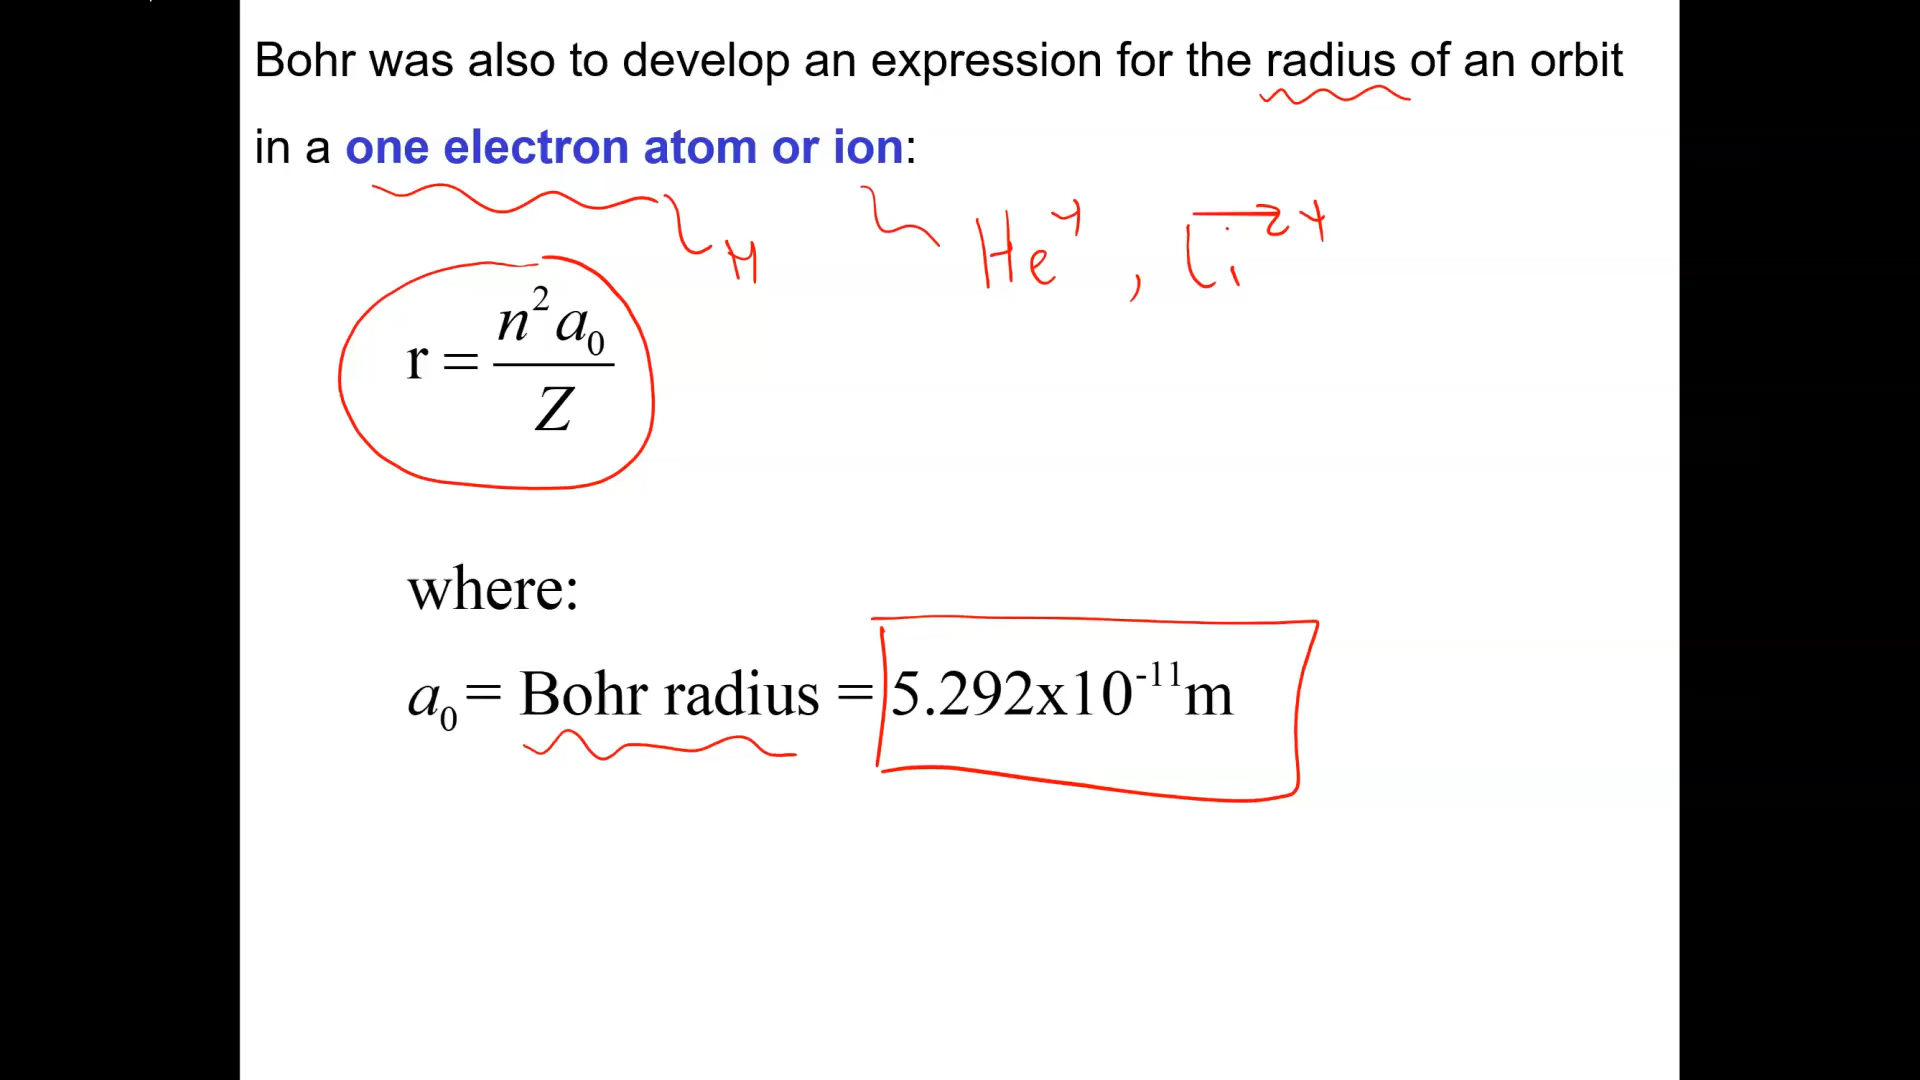 Bohr was also to develop an expression for the radius of an orbit
in a one electron atom or ion:
H He⁺, Li²⁺
r = n²a₀/Z
where:
a₀ = Bohr radius = 5.292x10⁻¹¹m